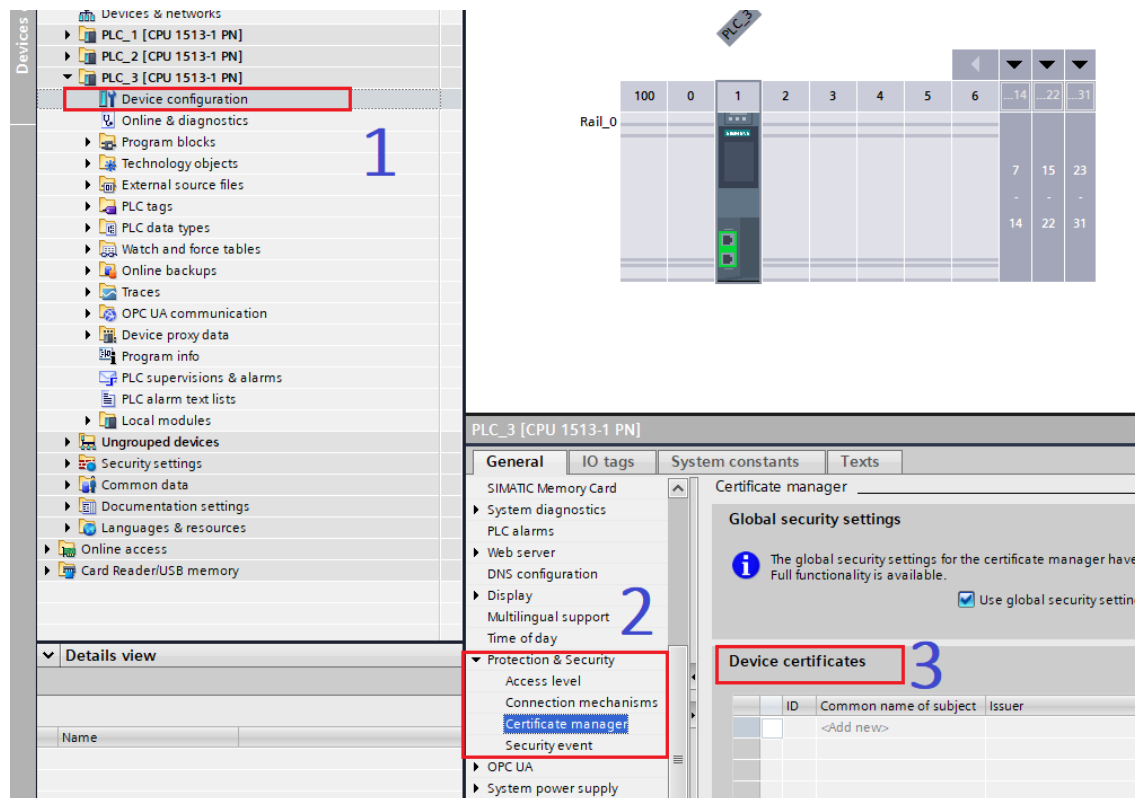 Devices
Devices & networks
PLC_1 [CPU 1513-1 PN]
PLC_2 [CPU 1513-1 PN]
PLC_3 [CPU 1513-1 PN]
Device configuration
Online & diagnostics
Program blocks
1
Technology objects
External source files
PLC tags
PLC data types
Watch and force tables
Online backups
Traces
OPC UA communication
Device proxy data
Program info
PLC supervisions & alarms
PLC alarm text lists
Local modules
Ungrouped devices
Security settings
Common data
Documentation settings
Languages & resources
Online access
Card Reader/USB memory
Details view
Name
PLC_3
100 0 1 2 3 4 5 6 ...14 ...22 ...31
Rail_0
SIEMENS
7 15 23
- - -
14 22 31
PLC_3 [CPU 1513-1 PN]
General IO tags System constants Texts
SIMATIC Memory Card
System diagnostics
PLC alarms
Web server
DNS configuration
Display
Multilingual support
2
Time of day
Protection & Security
Access level
Connection mechanisms
Certificate manager
Security event
OPC UA
System power supply
Certificate manager
Global security settings
The global security settings for the certificate manager have
Full functionality is available.
Use global security settin
Device certificates
3
ID Common name of subject Issuer
<Add new>